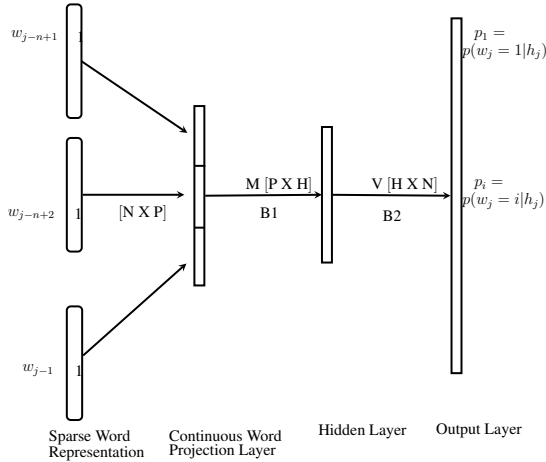 w_{j-n+1}
1
p_1 =
p(w_j = 1|h_j)
M [P X H]
V [H X N]
p_i =
p(w_j = i|h_j)
w_{j-n+2}
1
[N X P]
B1
B2
w_{j-1}
1
Sparse Word
Representation
Continuous Word
Projection Layer
Hidden Layer
Output Layer